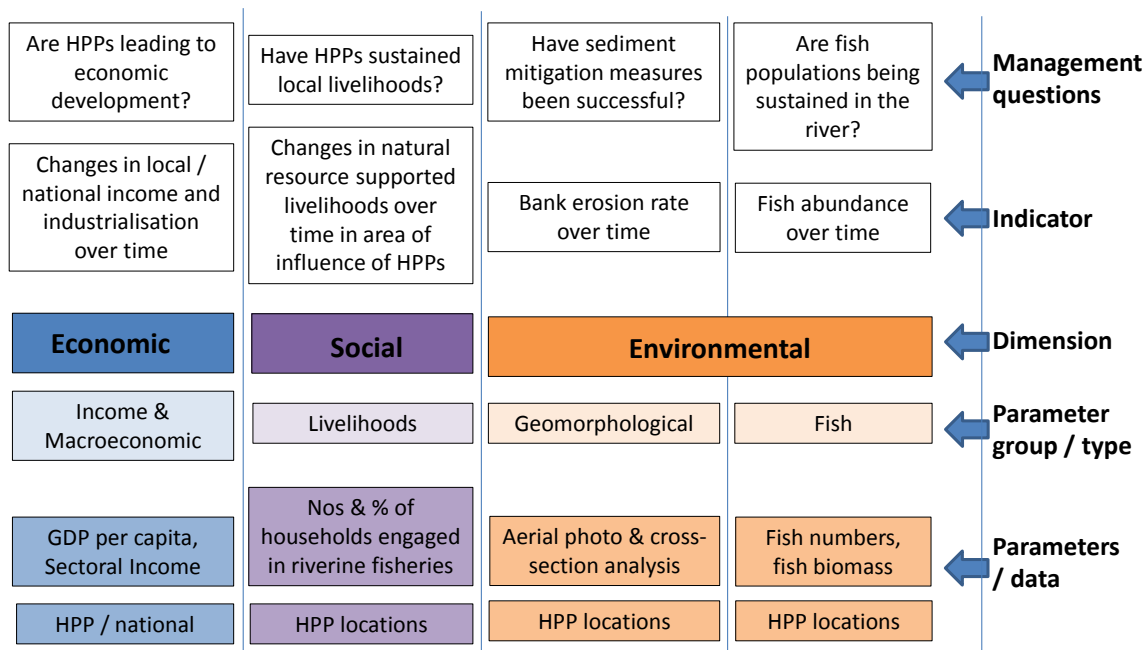 Are HPPs leading to
economic
development?
Have HPPs sustained
local livelihoods?
Have sediment
mitigation measures
been successful?
Are fish
populations being
sustained in the
river?
Management
questions
Changes in local /
national income and
industrialisation
over time
Changes in natural
resource supported
livelihoods over
time in area of
influence of HPPs
Bank erosion rate
over time
Fish abundance
over time
Indicator
Economic
Social
Environmental
Dimension
Income &
Macroeconomic
Livelihoods
Geomorphological
Fish
Parameter
group / type
GDP per capita,
Sectoral Income
Nos & % of
households engaged
in riverine fisheries
Aerial photo & cross-
section analysis
Fish numbers,
fish biomass
Parameters
/ data
HPP / national
HPP locations
HPP locations
HPP locations